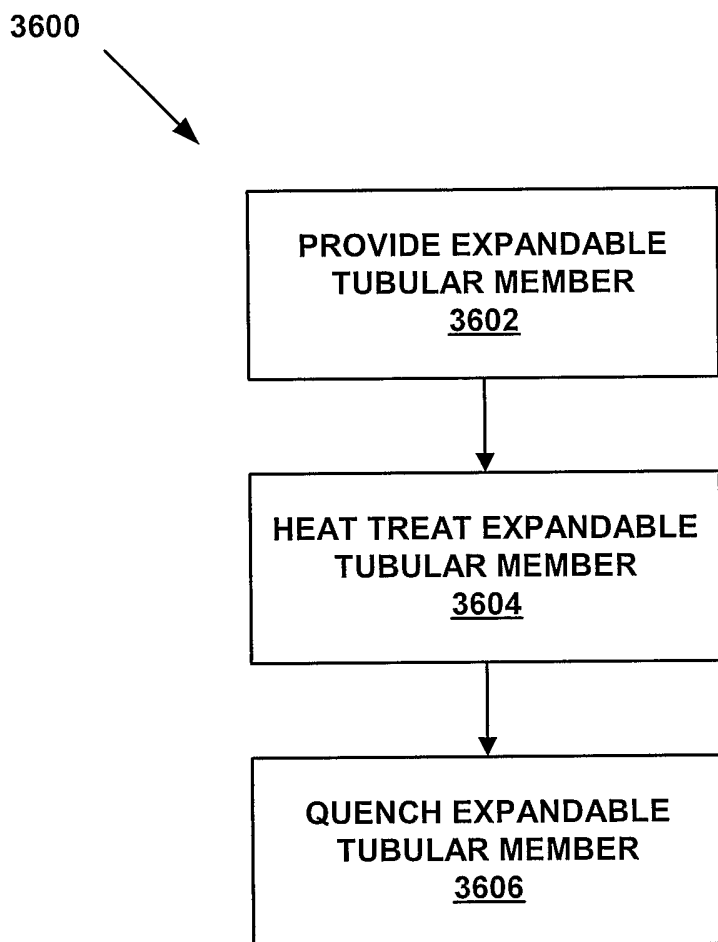 3600
PROVIDE EXPANDABLE
TUBULAR MEMBER
3602
HEAT TREAT EXPANDABLE
TUBULAR MEMBER
3604
QUENCH EXPANDABLE
TUBULAR MEMBER
3606